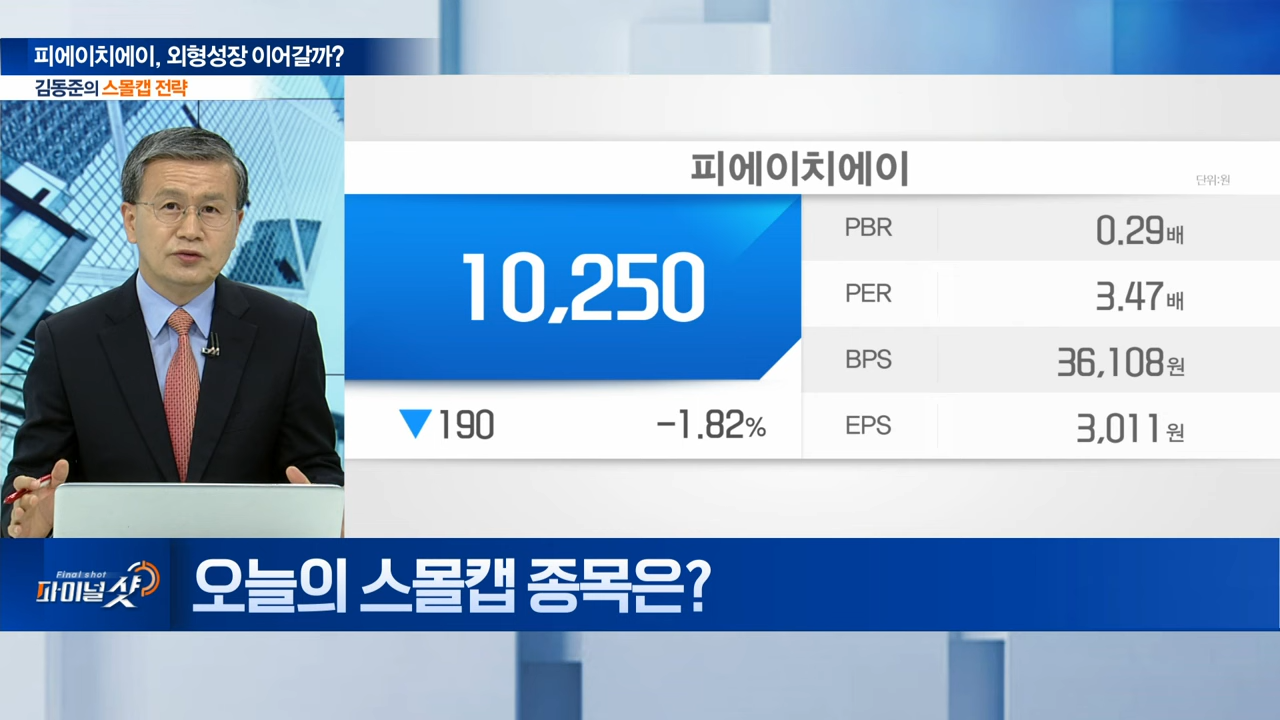 피에이치에이, 외형성장 이어갈까?
김동준의 스몰캡 전략
피에이치에이
단위:원
10,250
▼190 -1.82%
PBR 0.29배
PER 3.47배
BPS 36,108원
EPS 3,011원
Final shot
파이널샷
오늘의 스몰캡 종목은?